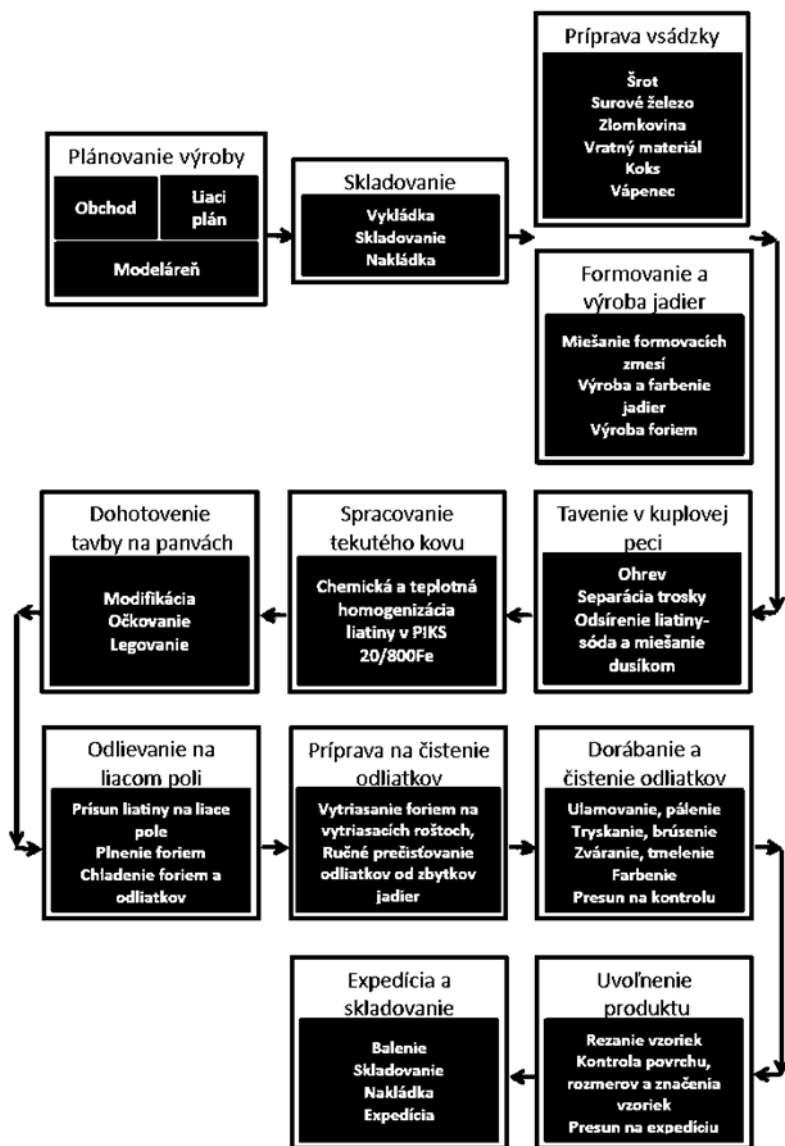 Plánovanie výroby
Obchod
Liaci
plán
Modeláreň
Skladovanie
Vykládka
Skladovanie
Nakládka
Príprava vsádzky
Šrot
Surové železo
Zlomkovina
Vratný materiál
Koks
Vápenec
Formovanie a
výroba jadier
Miešanie formovacích
zmesí
Výroba a farbenie
jadier
Výroba foriem
Tavenie v kuplovej
peci
Ohrev
Separácia trosky
Odsírenie liatiny-
sóda a miešanie
dusíkom
Spracovanie
tekutého kovu
Chemická a teplotná
homogenizácia
liatiny v PIKS
20/800Fe
Dohotovenie
tavby na panvách
Modifikácia
Očkovanie
Legovanie
Odlievanie na
liacom poli
Prísun liatiny na liace
pole
Plnenie foriem
Chladenie foriem a
odliatkov
Príprava na čistenie
odliatkov
Vytriasanie foriem na
vytriasacích roštoch,
Ručné prečisťovanie
odliatkov od zbytkov
jadier
Dorábanie a
čistenie odliatkov
Ulamovanie, pálenie
Tryskanie, brúsenie
Zváranie, tmelenie
Farbenie
Presun na kontrolu
Uvoľnenie
produktu
Rezanie vzoriek
Kontrola povrchu,
rozmerov a značenia
vzoriek
Presun na expedíciu
Expedícia a
skladovanie
Balenie
Skladovanie
Nakládka
Expedícia